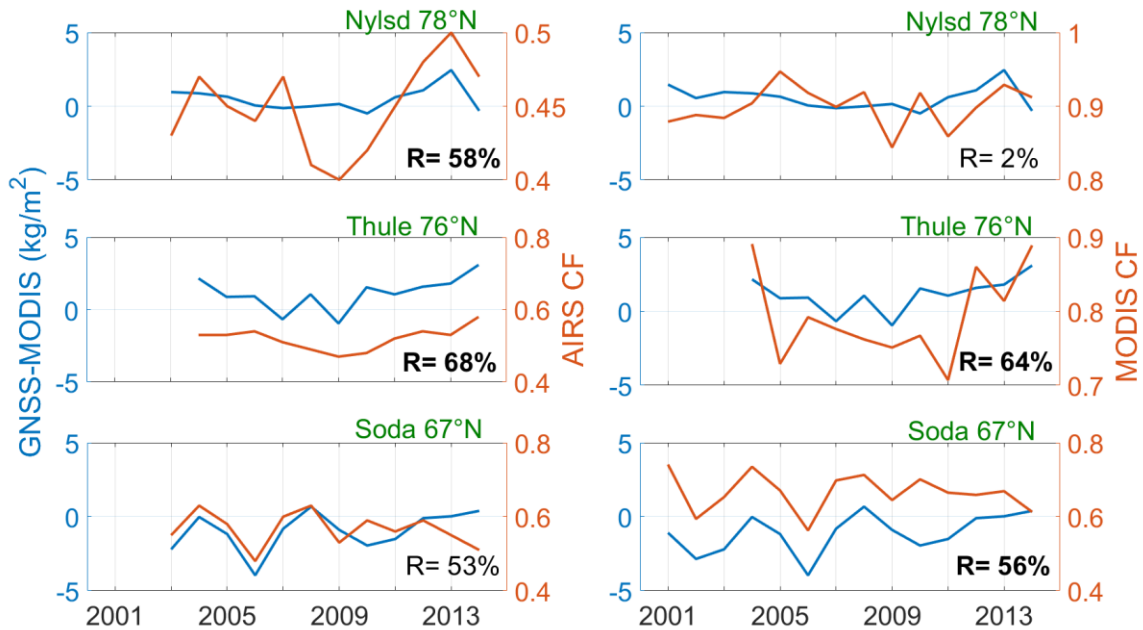 Nylsd 78°N
5
0
-5
0.5
0.45
0.4
R= 58%
Nylsd 78°N
5
0
-5
1
0.9
0.8
R= 2%
Thule 76°N
5
0
-5
0.8
0.6
0.4
R= 68%
Thule 76°N
5
0
-5
0.9
0.8
0.7
R= 64%
Soda 67°N
5
0
-5
0.8
0.6
0.4
R= 53%
2001 2005 2009 2013
Soda 67°N
5
0
-5
0.8
0.6
0.4
R= 56%
2001 2005 2009 2013
GNSS-MODIS (kg/m²)
AIRS CF
MODIS CF